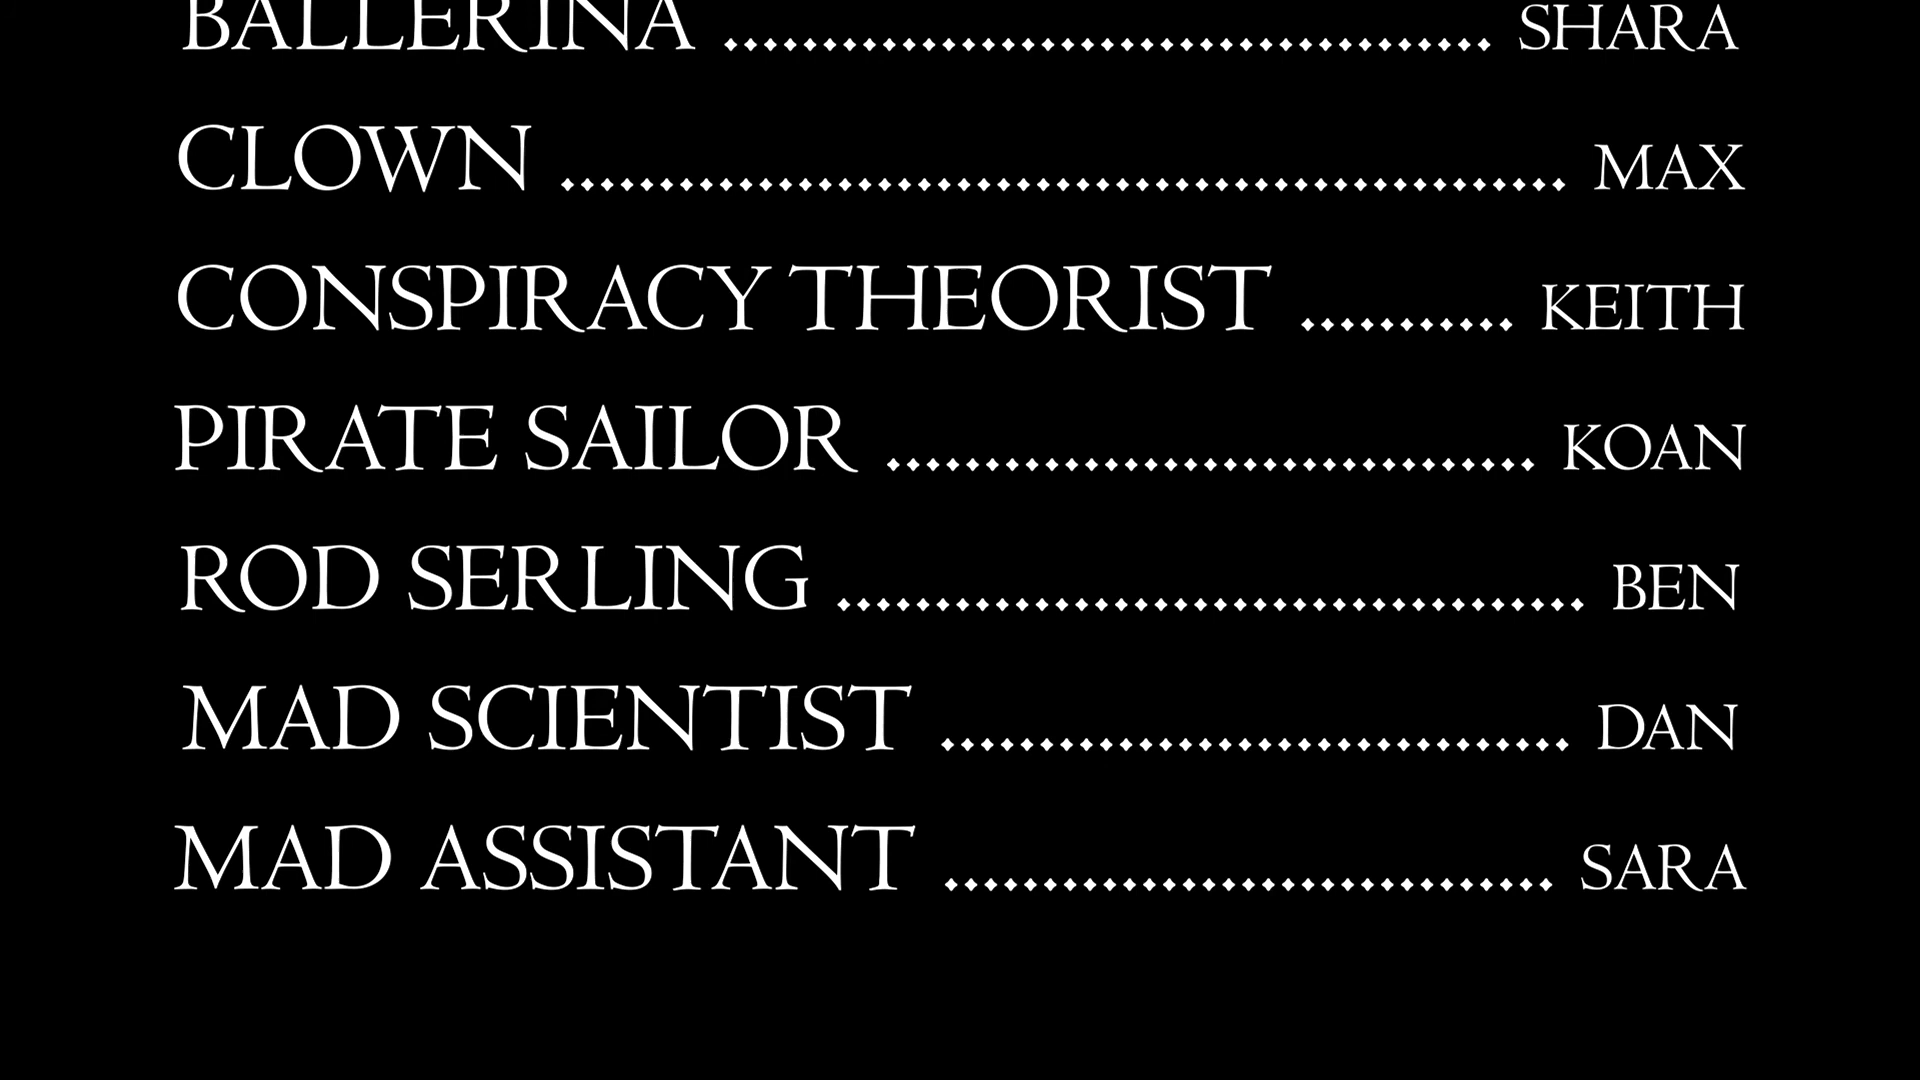 BALLERINA ....................................... SHARA
CLOWN ................................................... MAX
CONSPIRACY THEORIST ........... KEITH
PIRATE SAILOR ................................. KOAN
ROD SERLING ...................................... BEN
MAD SCIENTIST ................................ DAN
MAD ASSISTANT ............................... SARA